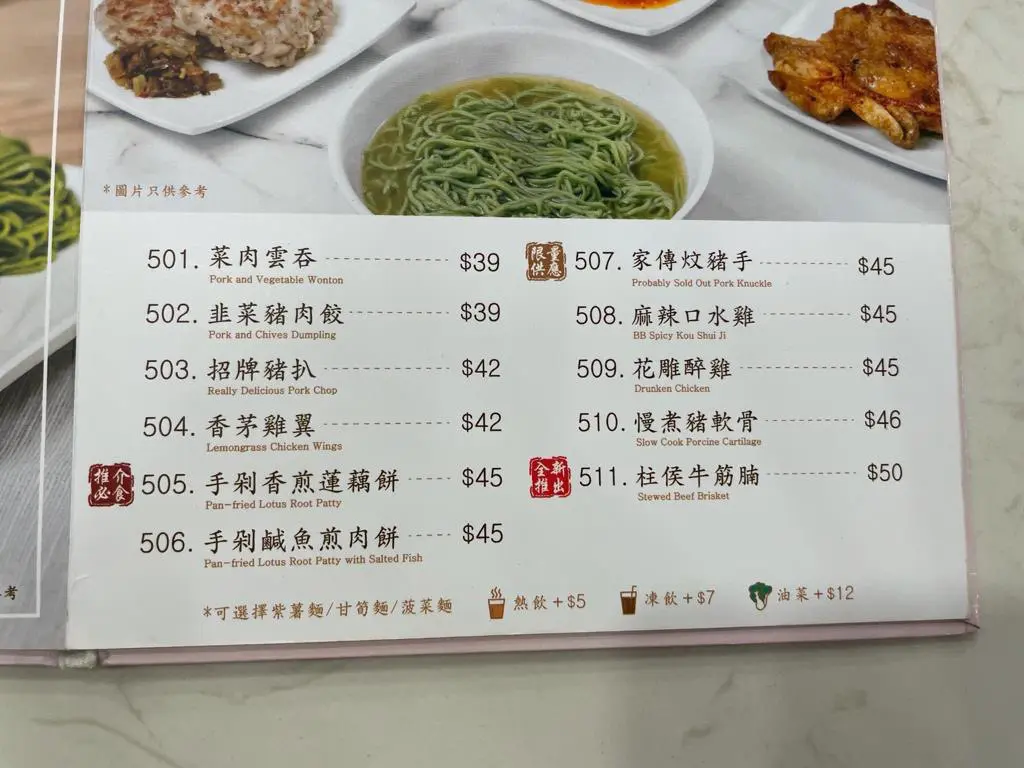 *圖片只供參考
501. 菜肉雲吞 $39
Pork and Vegetable Wonton
502. 韭菜豬肉餃 $39
Pork and Chives Dumpling
503. 招牌豬扒 $42
Really Delicious Pork Chop
504. 香茅雞翼 $42
Lemongrass Chicken Wings
推介
必食
505. 手剁香煎蓮藕餅 $45
Pan-fried Lotus Root Patty
506. 手剁鹹魚煎肉餅 $45
Pan-fried Lotus Root Patty with Salted Fish
限量
供應
507. 家傳炆豬手 $45
Probably Sold Out Pork Knuckle
508. 麻辣口水雞 $45
BB Spicy Kou Shui Ji
509. 花雕醉雞 $45
Drunken Chicken
510. 慢煮豬軟骨 $46
Slow Cook Porcine Cartilage
全新
推出
511. 柱侯牛筋腩 $50
Stewed Beef Brisket
*可選擇紫薯麵/甘筍麵/菠菜麵
熱飲+$5
凍飲+$7
油菜+$12
考